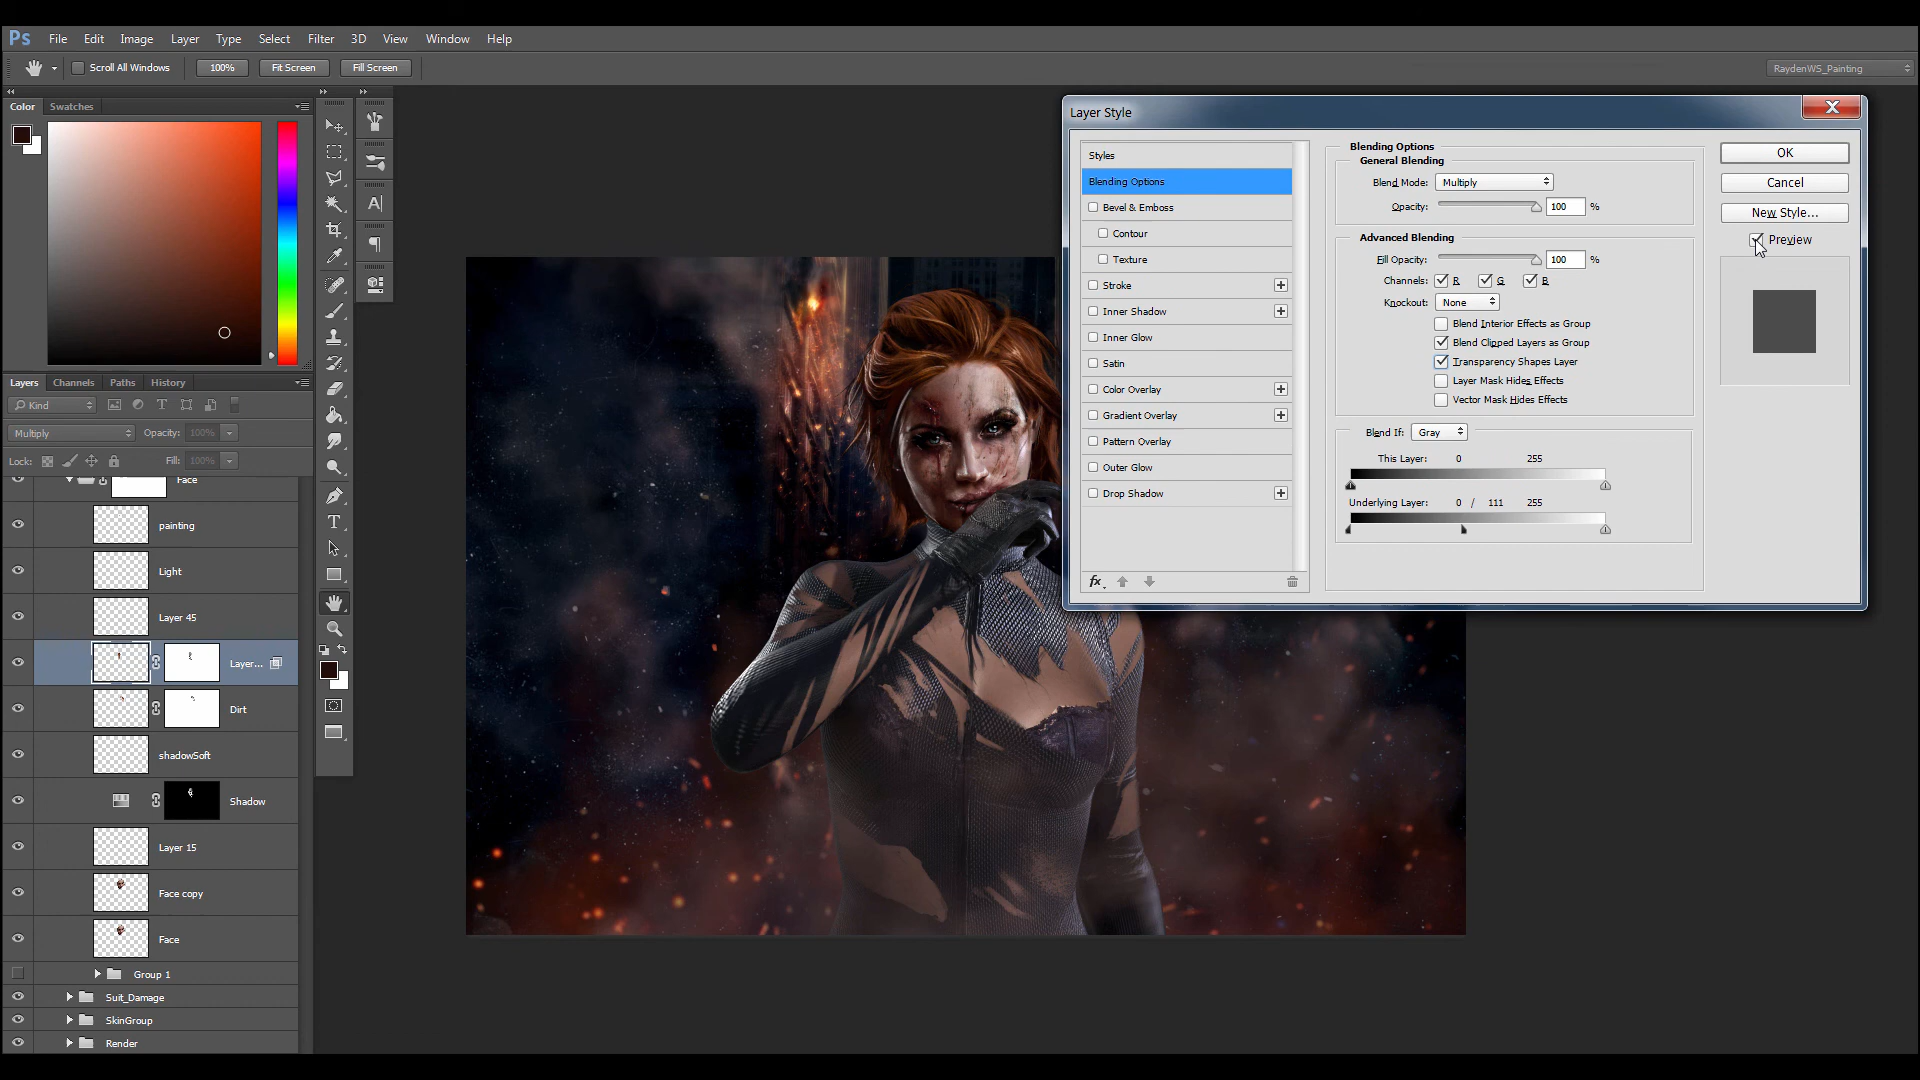 Ps File Edit Image Layer Type Select Filter 3D View Window Help
Scroll All Windows 100% Fit Screen Fill Screen RaydenWS_Painting
Color Swatches
Layers Channels Paths History
Kind
Multiply Opacity: 100%
Lock: Fill: 100%
Face
painting
Light
Layer 45
Layer...
Dirt
shadowSoft
Shadow
Layer 15
Face copy
Face
Group 1
Suit_Damage
SkinGroup
Render
Layer Style
Styles
Blending Options
Bevel & Emboss
Contour
Texture
Stroke
Inner Shadow
Inner Glow
Satin
Color Overlay
Gradient Overlay
Pattern Overlay
Outer Glow
Drop Shadow
fx
Blending Options
General Blending
Blend Mode: Multiply
Opacity: 100 %
Advanced Blending
Fill Opacity: 100 %
Channels: R G B
Knockout: None
Blend Interior Effects as Group
Blend Clipped Layers as Group
Transparency Shapes Layer
Layer Mask Hides Effects
Vector Mask Hides Effects
Blend If: Gray
This Layer: 0 255
Underlying Layer: 0 / 111 255
OK
Cancel
New Style...
Preview